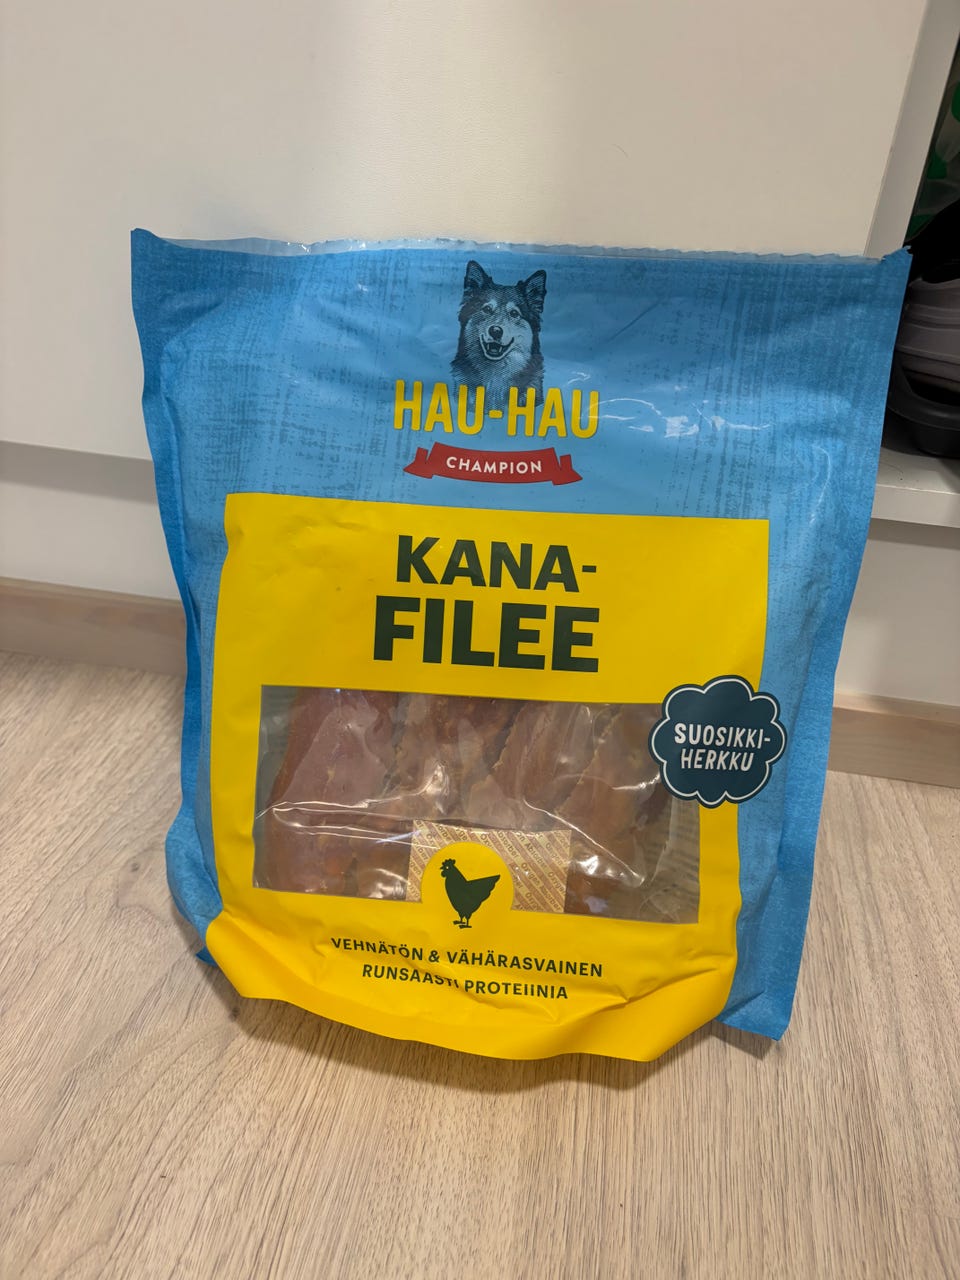 HAU-HAU
CHAMPION
KANA-
FILEE
SUOSIKKI-
HERKKU
VEHNÄTÖN & VÄHÄRASVAINEN
RUNSAASTI PROTEIINIA